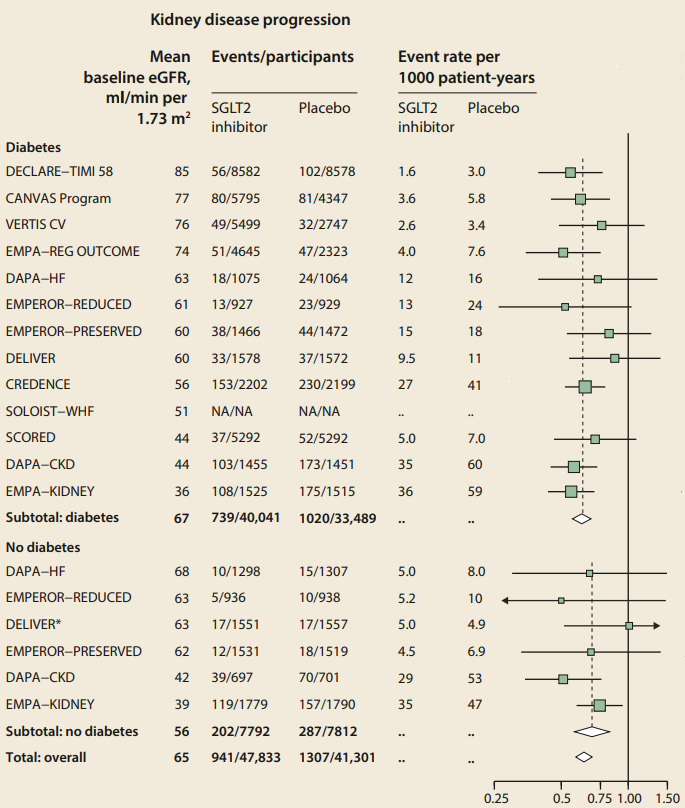 Kidney disease progression
Mean baseline eGFR, ml/min per 1.73 m² Events/participants Event rate per 1000 patient-years
SGLT2 inhibitor Placebo SGLT2 inhibitor Placebo
Diabetes
DECLARE–TIMI 58 85 56/8582 102/8578 1.6 3.0
CANVAS Program 77 80/5795 81/4347 3.6 5.8
VERTIS CV 76 49/5499 32/2747 2.6 3.4
EMPA–REG OUTCOME 74 51/4645 47/2323 4.0 7.6
DAPA–HF 63 18/1075 24/1064 12 16
EMPEROR–REDUCED 61 13/927 23/929 13 24
EMPEROR–PRESERVED 60 38/1466 44/1472 15 18
DELIVER 60 33/1578 37/1572 9.5 11
CREDENCE 56 153/2202 230/2199 27 41
SOLOIST–WHF 51 NA/NA NA/NA .. ..
SCORED 44 37/5292 52/5292 5.0 7.0
DAPA–CKD 44 103/1455 173/1451 35 60
EMPA–KIDNEY 36 108/1525 175/1515 36 59
Subtotal: diabetes 67 739/40,041 1020/33,489 .. ..
No diabetes
DAPA–HF 68 10/1298 15/1307 5.0 8.0
EMPEROR–REDUCED 63 5/936 10/938 5.2 10
DELIVER* 63 17/1551 17/1557 5.0 4.9
EMPEROR–PRESERVED 62 12/1531 18/1519 4.5 6.9
DAPA–CKD 42 39/697 70/701 29 53
EMPA–KIDNEY 39 119/1779 157/1790 35 47
Subtotal: no diabetes 56 202/7792 287/7812 .. ..
Total: overall 65 941/47,833 1307/41,301 .. ..
0.25 0.5 0.75 1.00 1.50